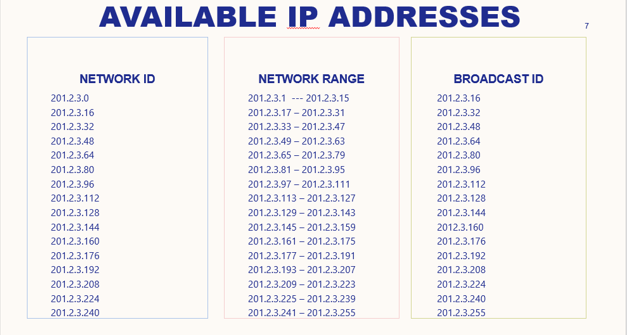 AVAILABLE IP ADDRESSES
7
NETWORK ID
201.2.3.0
201.2.3.16
201.2.3.32
201.2.3.48
201.2.3.64
201.2.3.80
201.2.3.96
201.2.3.112
201.2.3.128
201.2.3.144
201.2.3.160
201.2.3.176
201.2.3.192
201.2.3.208
201.2.3.224
201.2.3.240
NETWORK RANGE
201.2.3.1 --- 201.2.3.15
201.2.3.17 – 201.2.3.31
201.2.3.33 – 201.2.3.47
201.2.3.49 – 201.2.3.63
201.2.3.65 – 201.2.3.79
201.2.3.81 – 201.2.3.95
201.2.3.97 – 201.2.3.111
201.2.3.113 – 201.2.3.127
201.2.3.129 – 201.2.3.143
201.2.3.145 – 201.2.3.159
201.2.3.161 – 201.2.3.175
201.2.3.177 – 201.2.3.191
201.2.3.193 – 201.2.3.207
201.2.3.209 – 201.2.3.223
201.2.3.225 – 201.2.3.239
201.2.3.241 – 201.2.3.255
BROADCAST ID
201.2.3.16
201.2.3.32
201.2.3.48
201.2.3.64
201.2.3.80
201.2.3.96
201.2.3.112
201.2.3.128
201.2.3.144
2012.3.160
201.2.3.176
201.2.3.192
201.2.3.208
201.2.3.224
201.2.3.240
201.2.3.255